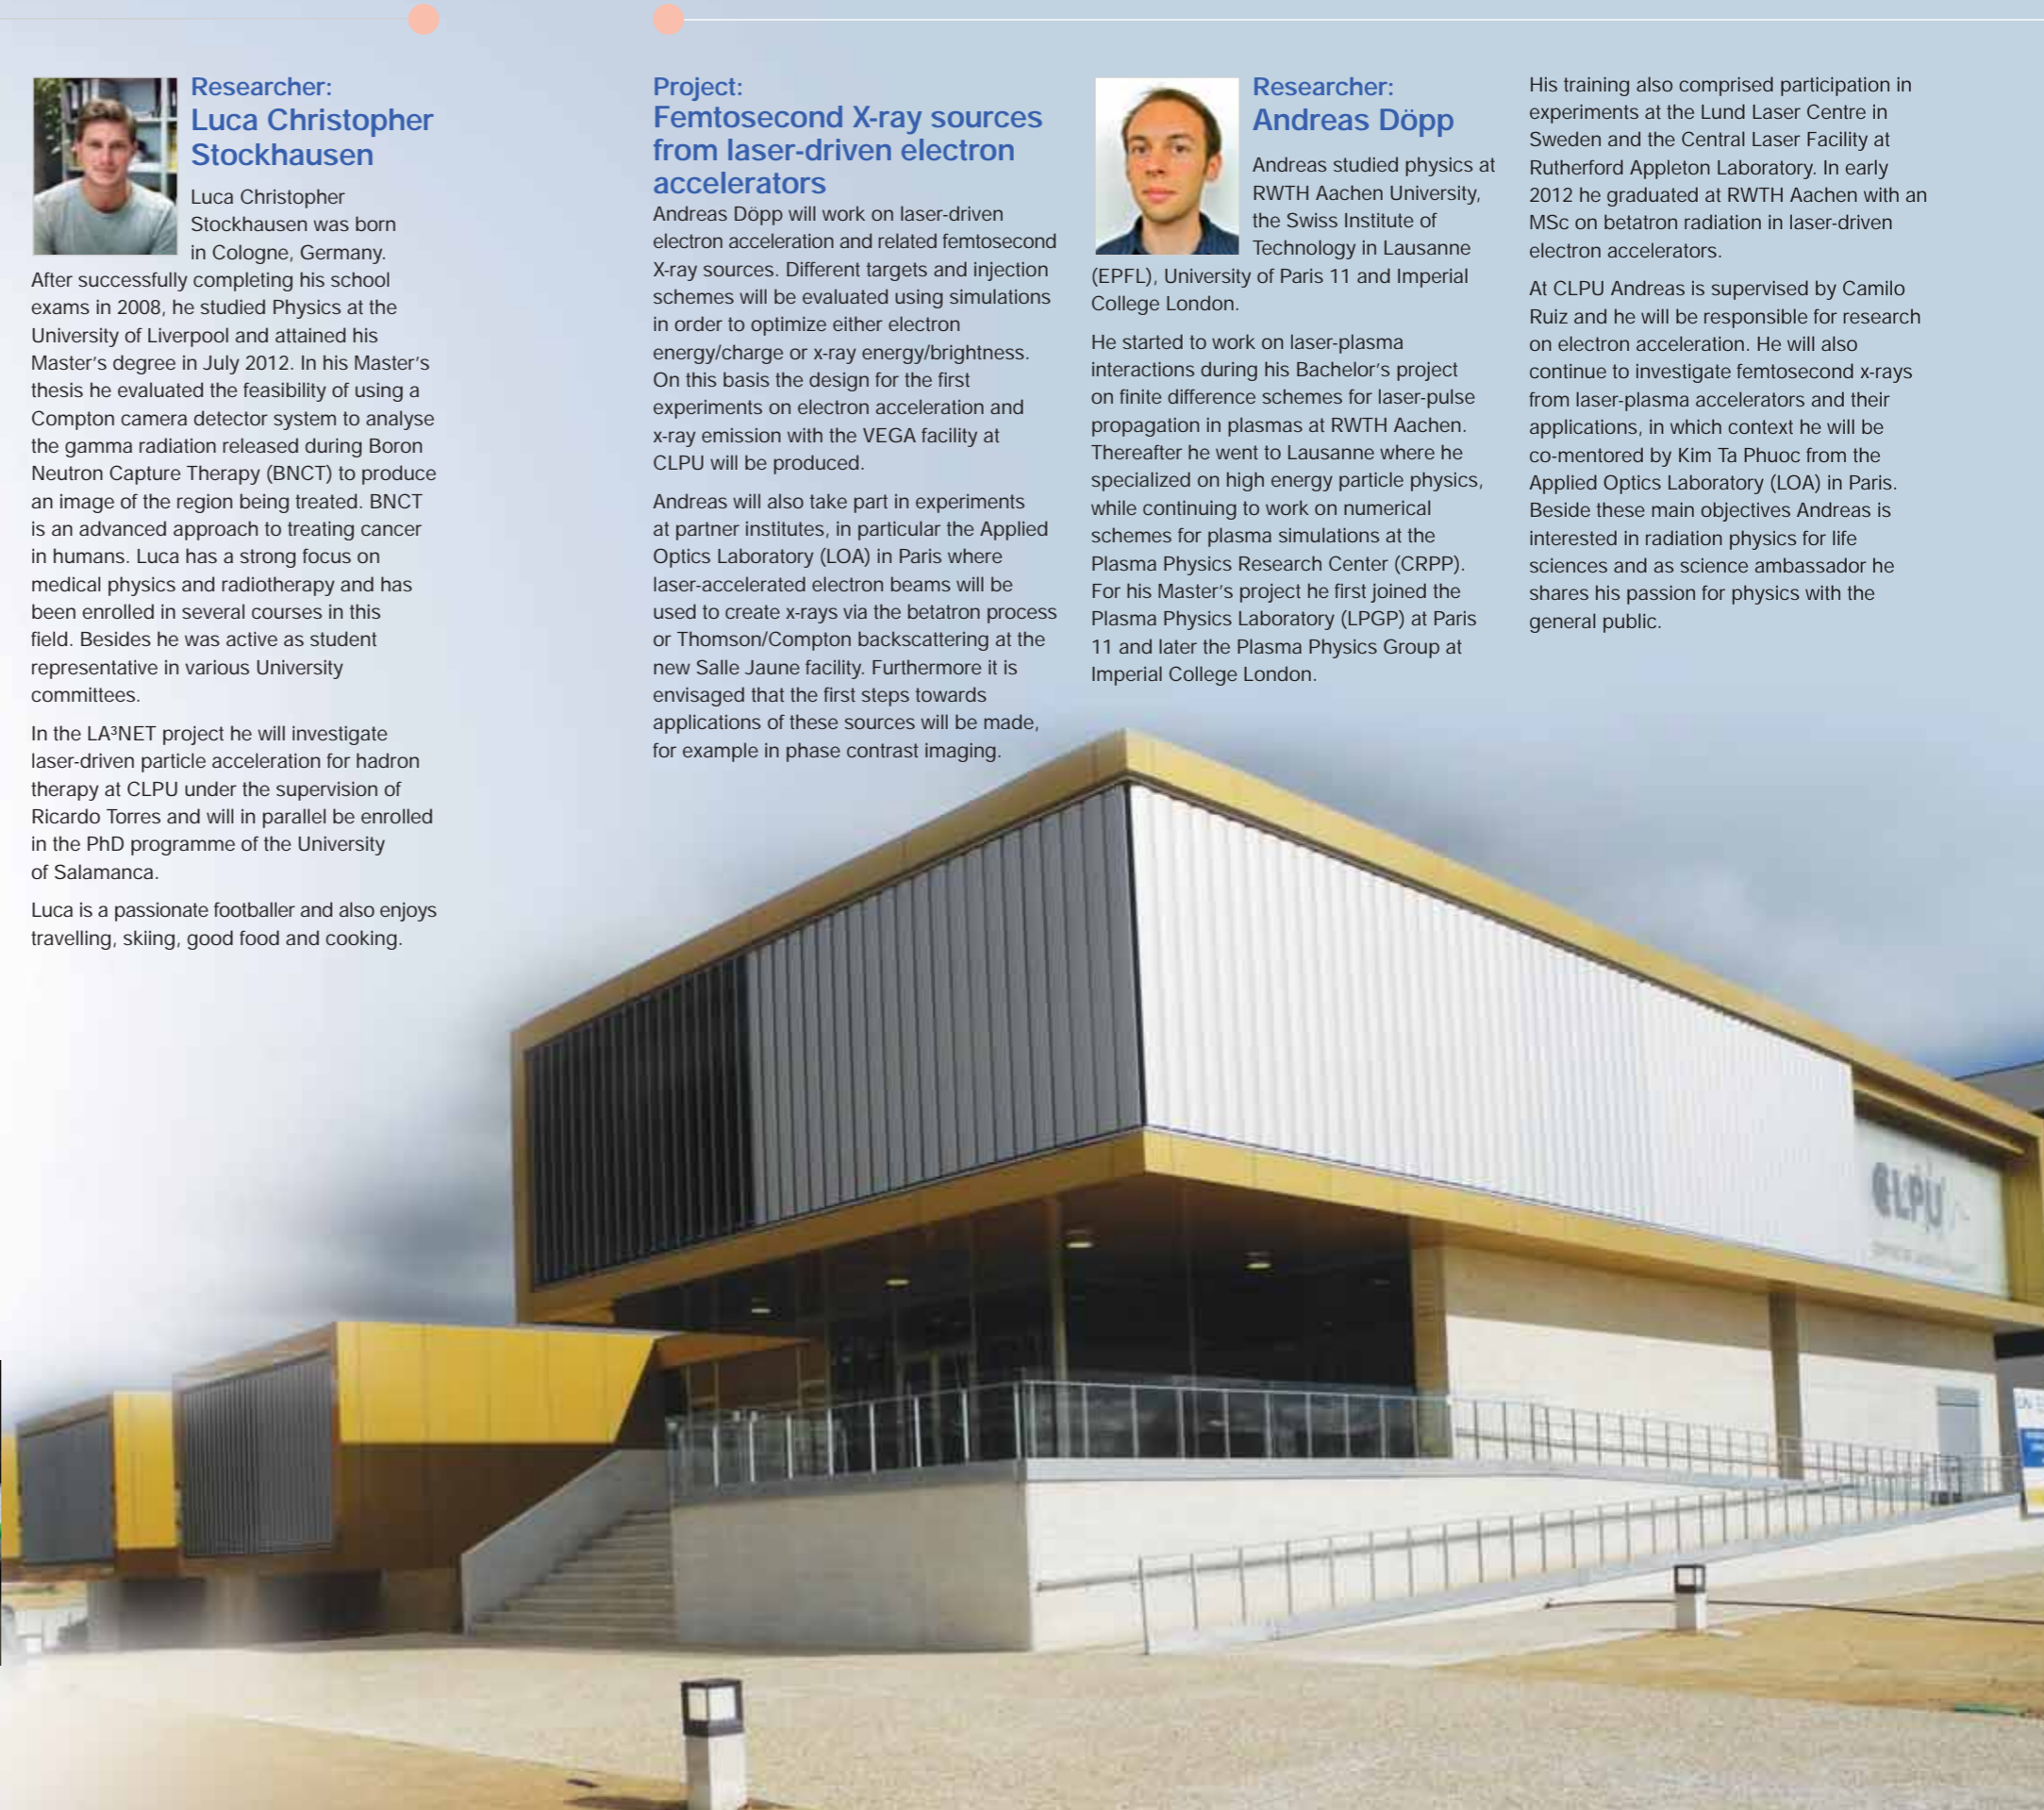 Researcher:
Luca Christopher
Stockhausen
Luca Christopher
Stockhausen was born
in Cologne, Germany.
After successfully completing his school
exams in 2008, he studied Physics at the
University of Liverpool and attained his
Master's degree in July 2012. In his Master's
thesis he evaluated the feasibility of using a
Compton camera detector system to analyse
the gamma radiation released during Boron
Neutron Capture Therapy (BNCT) to produce
an image of the region being treated. BNCT
is an advanced approach to treating cancer
in humans. Luca has a strong focus on
medical physics and radiotherapy and has
been enrolled in several courses in this
field. Besides he was active as student
representative in various University
committees.
In the LA³NET project he will investigate
laser-driven particle acceleration for hadron
therapy at CLPU under the supervision of
Ricardo Torres and will in parallel be enrolled
in the PhD programme of the University
of Salamanca.
Luca is a passionate footballer and also enjoys
travelling, skiing, good food and cooking.
Project:
Femtosecond X-ray sources
from laser-driven electron
accelerators
Andreas Döpp will work on laser-driven
electron acceleration and related femtosecond
X-ray sources. Different targets and injection
schemes will be evaluated using simulations
in order to optimize either electron
energy/charge or x-ray energy/brightness.
On this basis the design for the first
experiments on electron acceleration and
x-ray emission with the VEGA facility at
CLPU will be produced.
Andreas will also take part in experiments
at partner institutes, in particular the Applied
Optics Laboratory (LOA) in Paris where
laser-accelerated electron beams will be
used to create x-rays via the betatron process
or Thomson/Compton backscattering at the
new Salle Jaune facility. Furthermore it is
envisaged that the first steps towards
applications of these sources will be made,
for example in phase contrast imaging.
Researcher:
Andreas Döpp
Andreas studied physics at
RWTH Aachen University,
the Swiss Institute of
Technology in Lausanne
(EPFL), University of Paris 11 and Imperial
College London.
He started to work on laser-plasma
interactions during his Bachelor's project
on finite difference schemes for laser-pulse
propagation in plasmas at RWTH Aachen.
Thereafter he went to Lausanne where he
specialized on high energy particle physics,
while continuing to work on numerical
schemes for plasma simulations at the
Plasma Physics Research Center (CRPP).
For his Master's project he first joined the
Plasma Physics Laboratory (LPGP) at Paris
11 and later the Plasma Physics Group at
Imperial College London.
His training also comprised participation in
experiments at the Lund Laser Centre in
Sweden and the Central Laser Facility at
Rutherford Appleton Laboratory. In early
2012 he graduated at RWTH Aachen with an
MSc on betatron radiation in laser-driven
electron accelerators.
At CLPU Andreas is supervised by Camilo
Ruiz and he will be responsible for research
on electron acceleration. He will also
continue to investigate femtosecond x-rays
from laser-plasma accelerators and their
applications, in which context he will be
co-mentored by Kim Ta Phuoc from the
Applied Optics Laboratory (LOA) in Paris.
Beside these main objectives Andreas is
interested in radiation physics for life
sciences and as science ambassador he
shares his passion for physics with the
general public.
CLPU